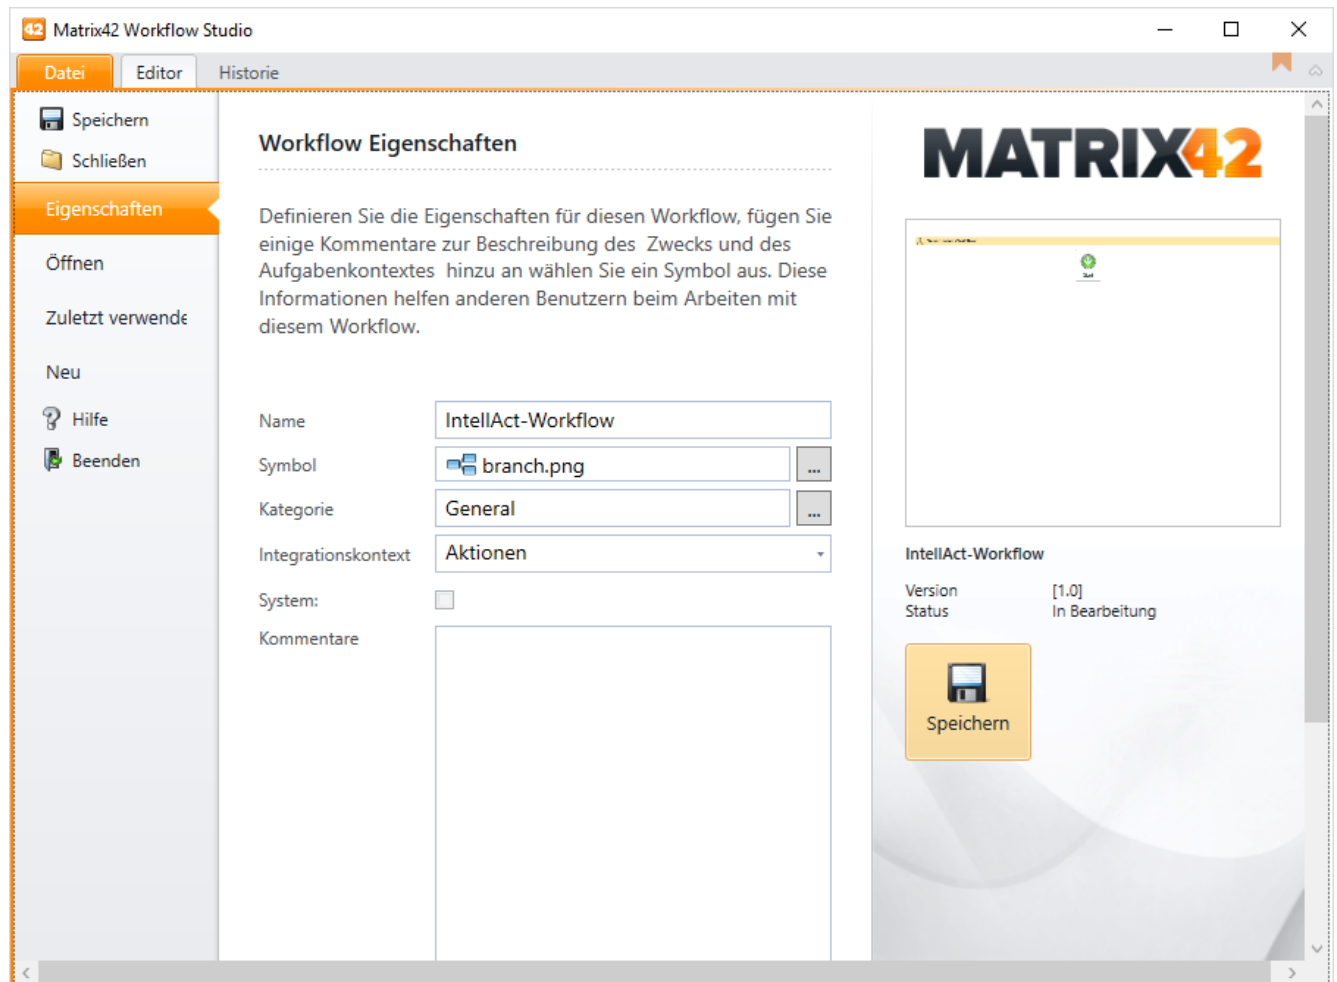 42 Matrix42 Workflow Studio
Datei Editor Historie
Speichern
Schließen
Eigenschaften
Öffnen
Zuletzt verwende
Neu
Hilfe
Beenden
Workflow Eigenschaften
Definieren Sie die Eigenschaften für diesen Workflow, fügen Sie
einige Kommentare zur Beschreibung des Zwecks und des
Aufgabenkontextes hinzu an wählen Sie ein Symbol aus. Diese
Informationen helfen anderen Benutzern beim Arbeiten mit
diesem Workflow.
Name IntellAct-Workflow
Symbol branch.png ...
Kategorie General ...
Integrationskontext Aktionen
System:
Kommentare
MATRIX42
Start
IntellAct-Workflow
Version [1.0]
Status In Bearbeitung
Speichern